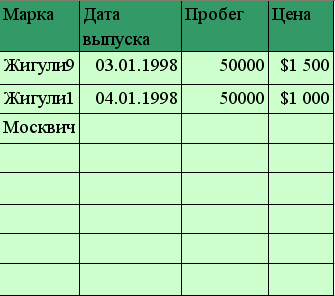 Марка Дата выпуска Пробег Цена
Жигули9 03.01.1998 50000 $1 500
Жигули1 04.01.1998 50000 $1 000
Москвич